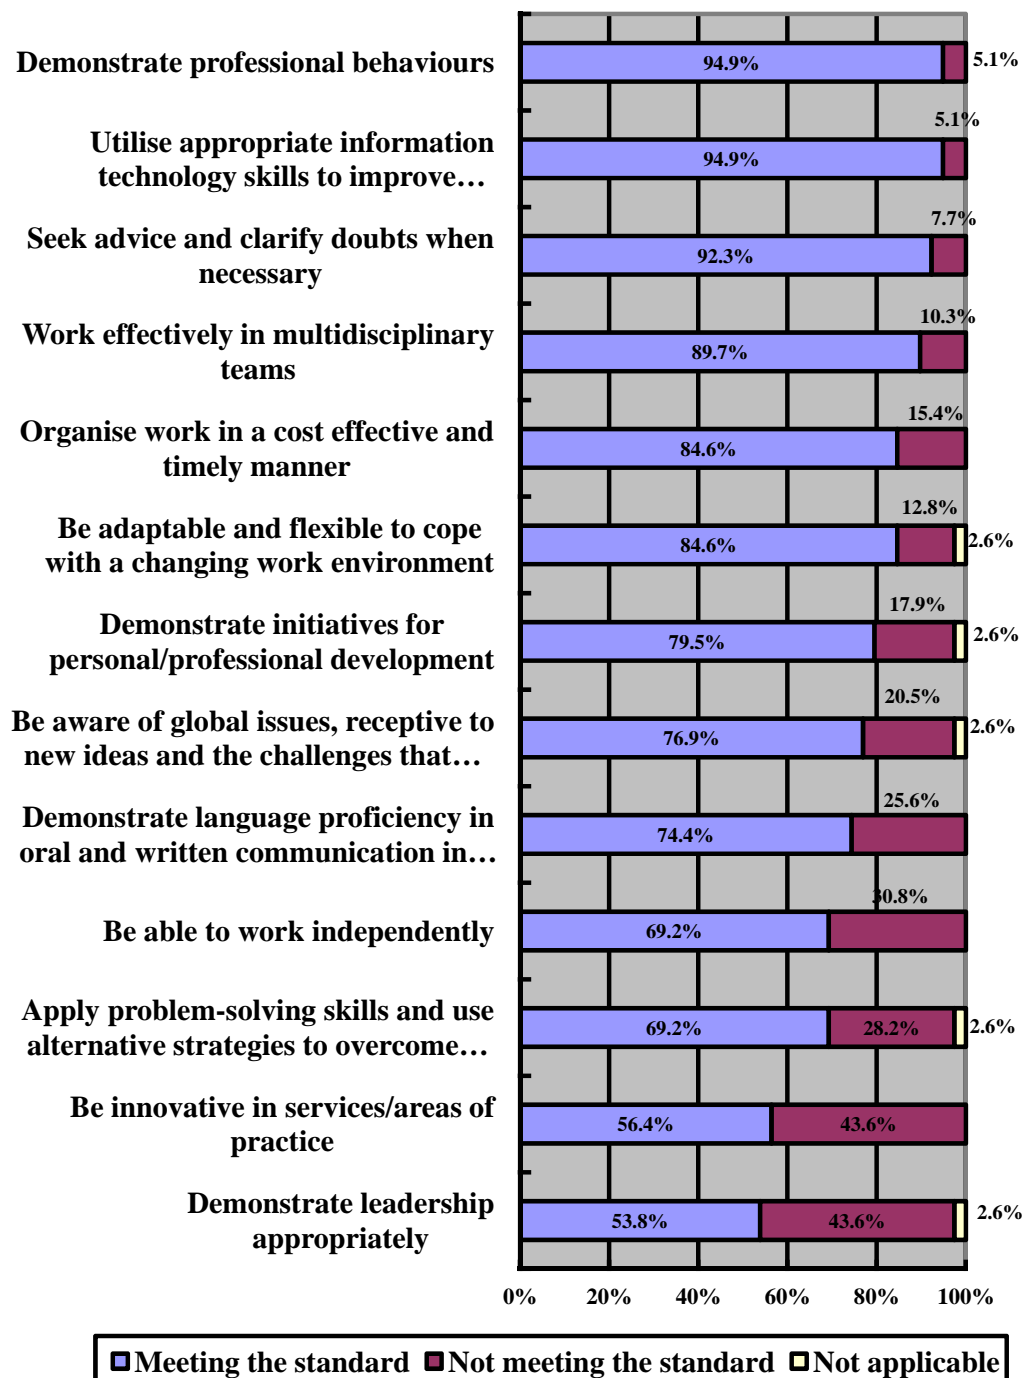 Demonstrate professional behaviours
94.9%
5.1%
Utilise appropriate information
technology skills to improve…
94.9%
5.1%
Seek advice and clarify doubts when
necessary
92.3%
7.7%
Work effectively in multidisciplinary
teams
89.7%
10.3%
Organise work in a cost effective and
timely manner
84.6%
15.4%
Be adaptable and flexible to cope
with a changing work environment
84.6%
12.8%
2.6%
Demonstrate initiatives for
personal/professional development
79.5%
17.9%
2.6%
Be aware of global issues, receptive to
new ideas and the challenges that…
76.9%
20.5%
2.6%
Demonstrate language proficiency in
oral and written communication in…
74.4%
25.6%
Be able to work independently
69.2%
30.8%
Apply problem-solving skills and use
alternative strategies to overcome…
69.2%
28.2%
2.6%
Be innovative in services/areas of
practice
56.4%
43.6%
Demonstrate leadership
appropriately
53.8%
43.6%
2.6%
0% 20% 40% 60% 80% 100%
Meeting the standard Not meeting the standard Not applicable